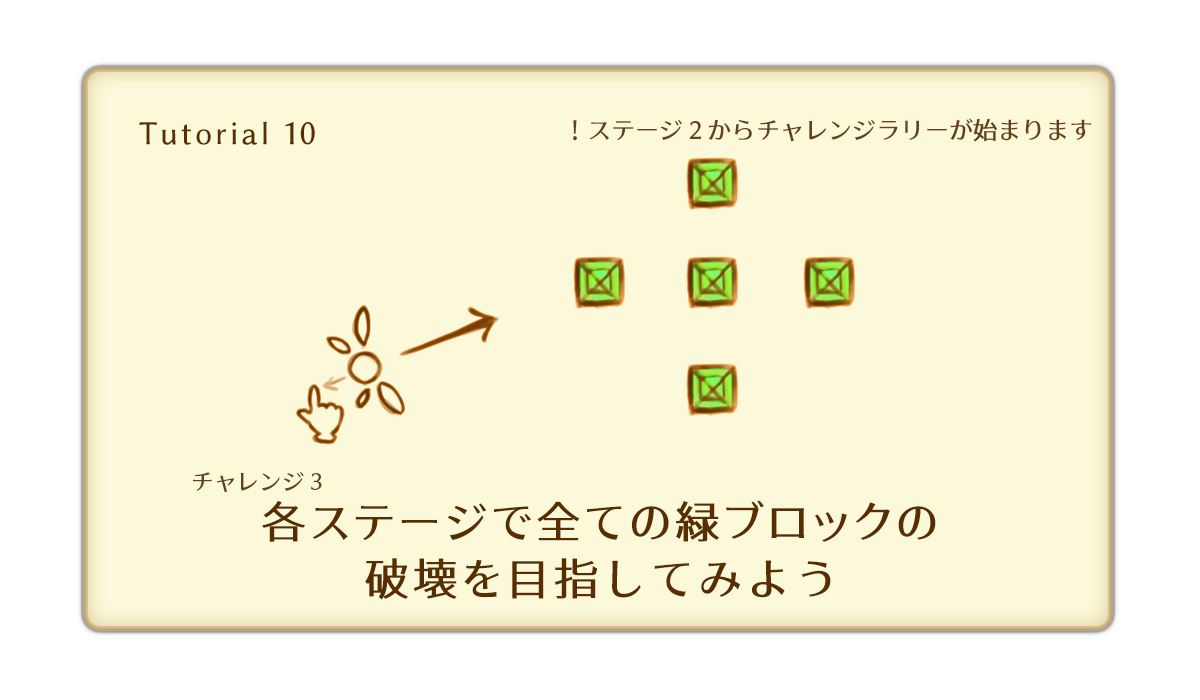 Tutorial 10
！ステージ2からチャレンジラリーが始まります
チャレンジ3
各ステージで全ての緑ブロックの
破壊を目指してみよう